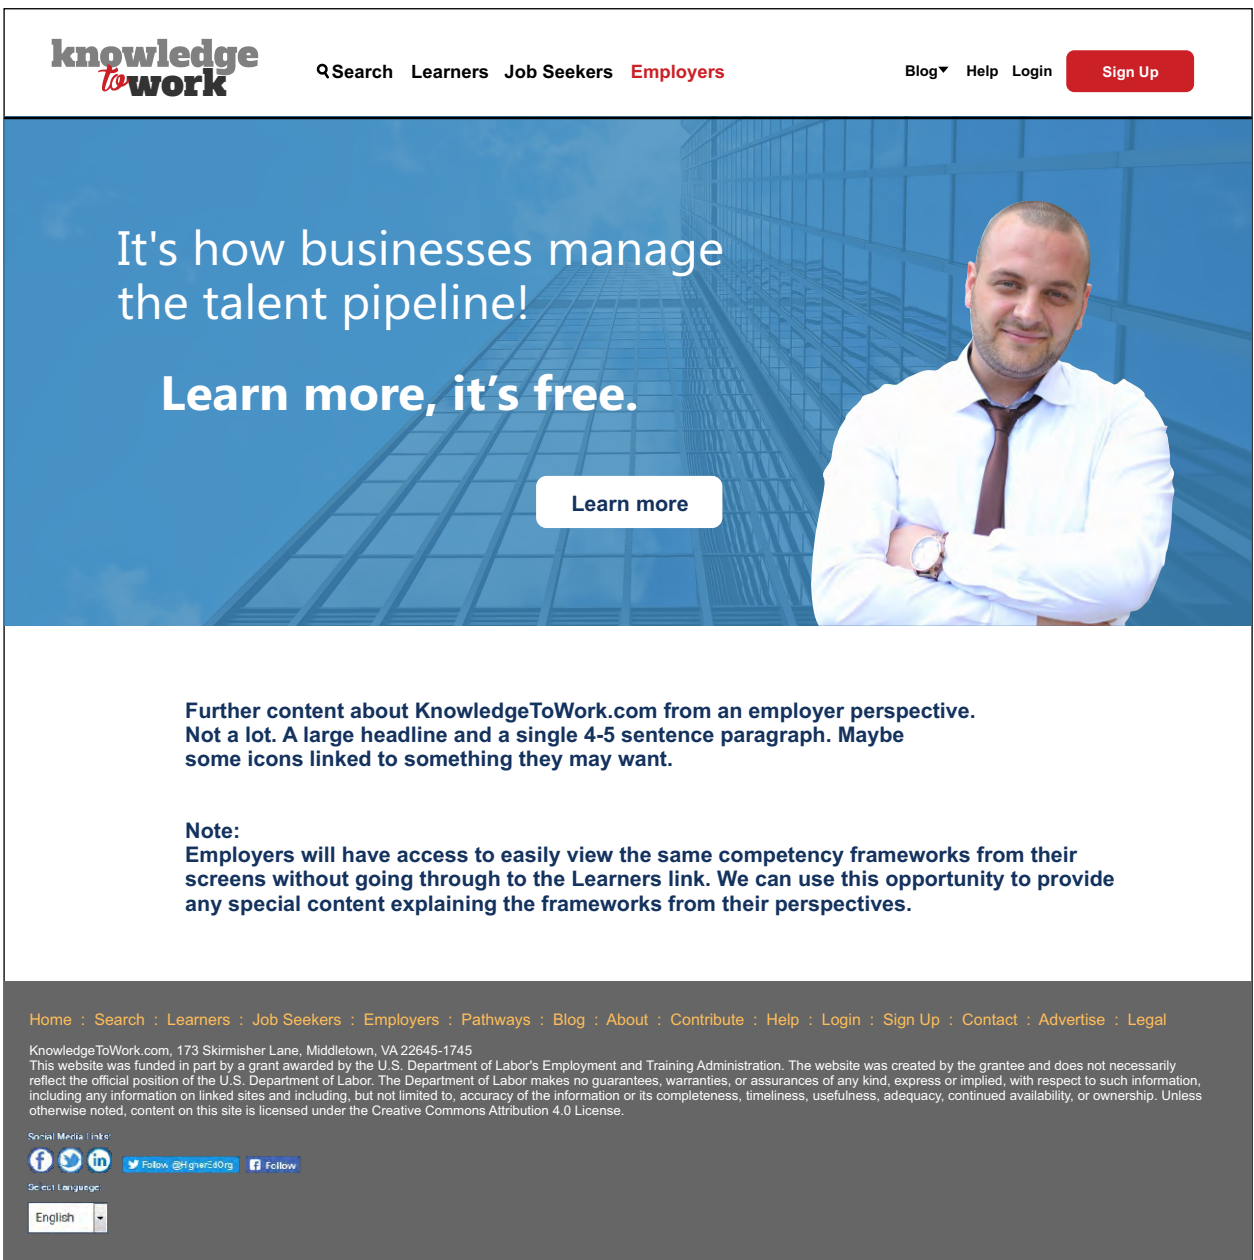 knowledge
to work
Search Learners Job Seekers Employers Blog Help Login Sign Up
It's how businesses manage
the talent pipeline!
Learn more, it’s free.
Learn more
Further content about KnowledgeToWork.com from an employer perspective.
Not a lot. A large headline and a single 4-5 sentence paragraph. Maybe
some icons linked to something they may want.
Note:
Employers will have access to easily view the same competency frameworks from their
screens without going through to the Learners link. We can use this opportunity to provide
any special content explaining the frameworks from their perspectives.
Home : Search : Learners : Job Seekers : Employers : Pathways : Blog : About : Contribute : Help : Login : Sign Up : Contact : Advertise : Legal
KnowledgeToWork.com, 173 Skirmisher Lane, Middletown, VA 22645-1745
This website was funded in part by a grant awarded by the U.S. Department of Labor's Employment and Training Administration. The website was created by the grantee and does not necessarily
reflect the official position of the U.S. Department of Labor. The Department of Labor makes no guarantees, warranties, or assurances of any kind, express or implied, with respect to such information,
including any information on linked sites and including, but not limited to, accuracy of the information or its completeness, timeliness, usefulness, adequacy, continued availability, or ownership. Unless
otherwise noted, content on this site is licensed under the Creative Commons Attribution 4.0 License.
Social Media Links:
Follow @HigherEdOrg Follow
Select Language:
English